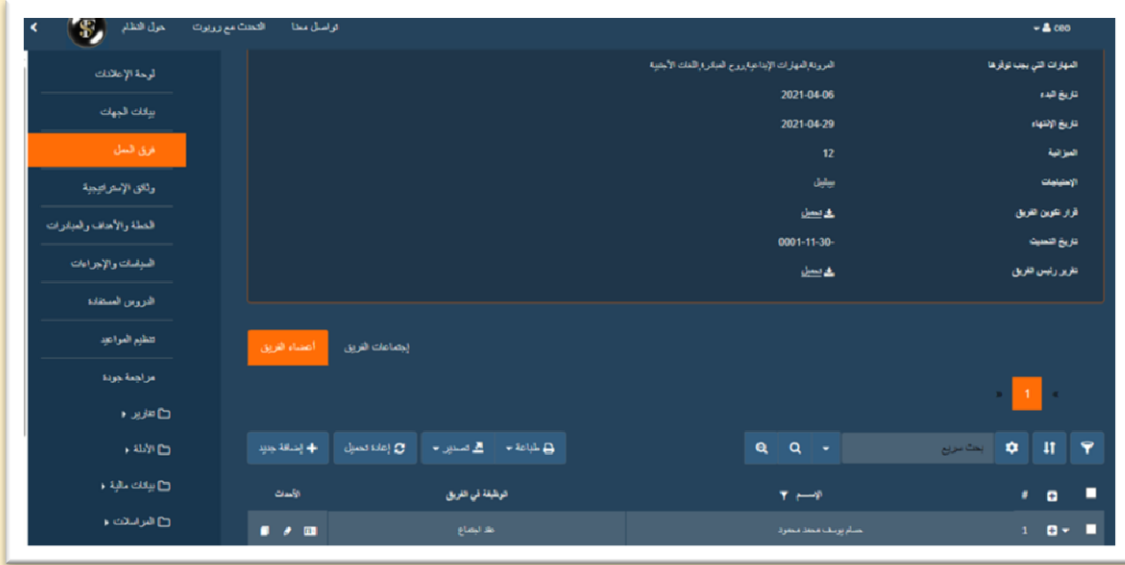 ceo
تواصل معنا
التحدث مع روبوت
حول النظام
المهارات التي يجب توفرها المرونة,المهارات الإبداعية,روح المبادرة,اللغات الأجنبية
تاريخ البدء 2021-04-06
تاريخ الإنتهاء 2021-04-29
الميزانية 12
الإحتياجات
قرار تكوين الفريق تحميل
تاريخ التحديث 0001-11-30-
تقرير رئيس الفريق تحميل
إجتماعات الفريق أعضاء الفريق
« 1 »
بحث سريع طباعة تصدير إعادة تحميل إضافة جديد
# الإسم الوظيفة في الفريق الأحداث
1 حسام يوسف محمد محمود عقد اجتماع
لوحة الإعلانات
بيانات الجهات
فرق العمل
وثائق الإستراتيجية
الخطة والأهداف والمبادرات
السياسات والإجراءات
الدروس المستفادة
تنظيم المواعيد
مراجعة جودة
تقارير
الأدلة
بيانات مالية
المراسلات